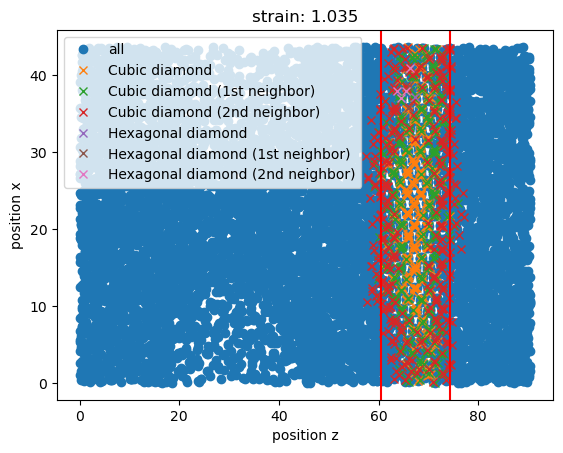 strain: 1.035
all
Cubic diamond
Cubic diamond (1st neighbor)
Cubic diamond (2nd neighbor)
Hexagonal diamond
Hexagonal diamond (1st neighbor)
Hexagonal diamond (2nd neighbor)
40
30
20
10
0
position x
0 20 40 60 80
position z